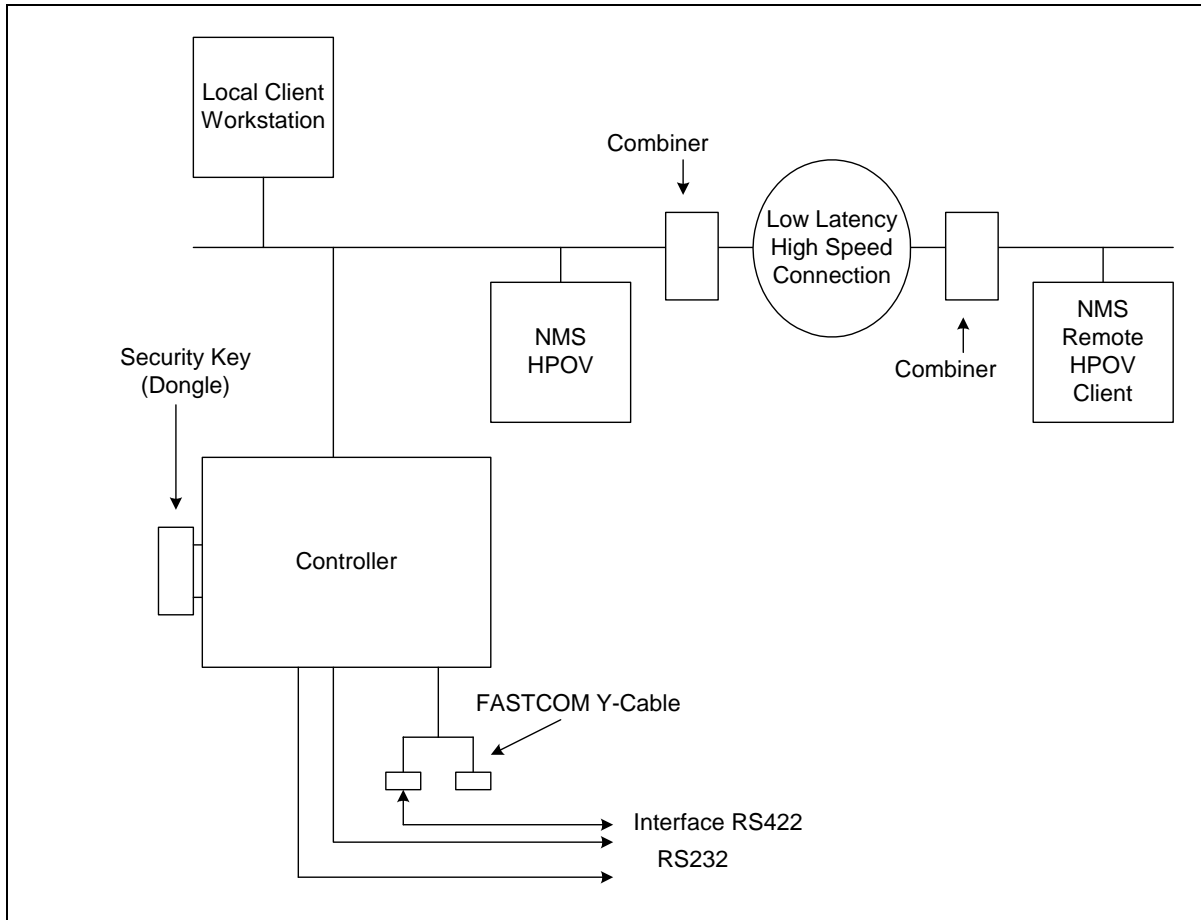 Local Client
Workstation
Combiner
Low Latency
High Speed
Connection
NMS
HPOV
Combiner
NMS
Remote
HPOV
Client
Security Key
(Dongle)
Controller
FASTCOM Y-Cable
Interface RS422
RS232